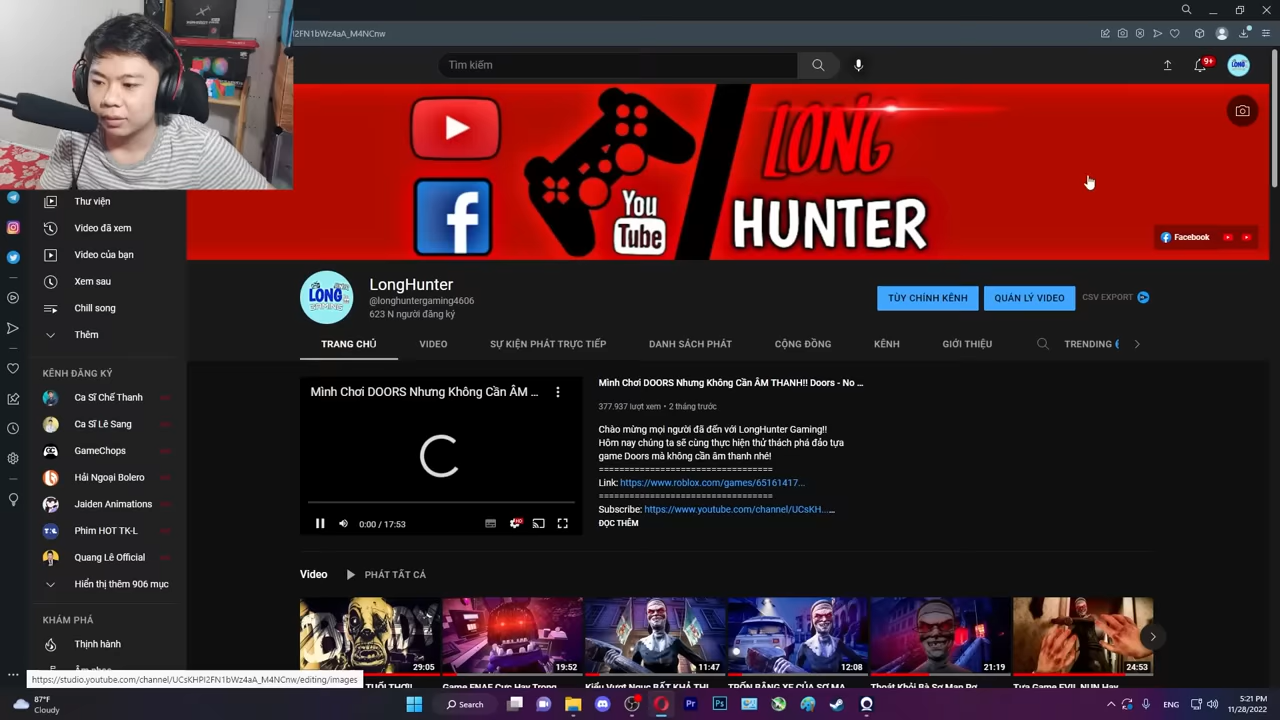 I2FN1bWz4aA_M4NCnw
Tìm kiếm
9+
LONG
HUNTER
You
Tube
f
Facebook
Thư viện
Video đã xem
Video của bạn
Xem sau
Chill song
Thêm
KÊNH ĐĂNG KÝ
Ca Sĩ Chế Thanh
Ca Sĩ Lê Sang
GameChops
Hải Ngoại Bolero
Jaiden Animations
Phim HOT TK-L
Quang Lê Official
Hiển thị thêm 906 mục
KHÁM PHÁ
Thịnh hành
LONG
GAMING
LongHunter
@longhuntergaming4606
623 N người đăng ký
TÙY CHỈNH KÊNH
QUẢN LÝ VIDEO
CSV EXPORT
TRANG CHỦ
VIDEO
SỰ KIỆN PHÁT TRỰC TIẾP
DANH SÁCH PHÁT
CỘNG ĐỒNG
KÊNH
GIỚI THIỆU
TRENDING
Mình Chơi DOORS Nhưng Không Cần ÂM ...
0:00 / 17:53
Mình Chơi DOORS Nhưng Không Cần ÂM THANH!! Doors - No ...
377.937 lượt xem • 2 tháng trước
Chào mừng mọi người đã đến với LongHunter Gaming!!
Hôm nay chúng ta sẽ cùng thực hiện thử thách phá đảo tựa
game Doors mà không cần âm thanh nhé!
==================================
Link: https://www.roblox.com/games/65161417...
==================================
Subscribe: https://www.youtube.com/channel/UCsKH......
ĐỌC THÊM
Video
PHÁT TẤT CẢ
29:05
19:52
11:47
12:08
21:19
24:53
https://studio.youtube.com/channel/UCsKHPI2FN1bWz4aA_M4NCnw/editing/images
87°F
Cloudy
Search
ENG
5:21 PM
11/28/2022